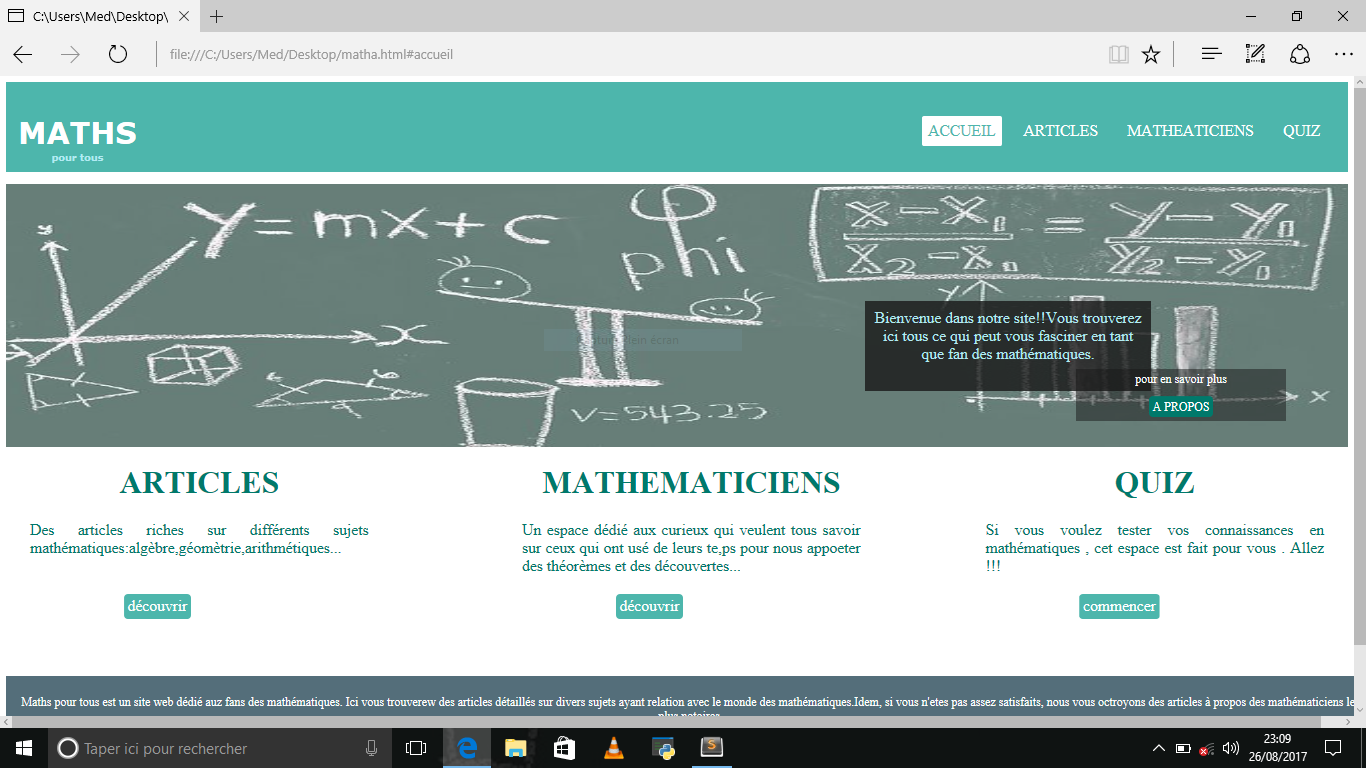 C:\Users\Med\Desktop\
file:///C:/Users/Med/Desktop/matha.html#accueil
MATHS
pour tous
ACCUEIL
ARTICLES
MATHEATICIENS
QUIZ
y
Y=mx+c
x
φ
phi
X-X1 = Y-Y1
X2-X1 Y2-Y1
y
x
a
b
V=543.25
plein écran
Bienvenue dans notre site!!Vous trouverez
ici tous ce qui peut vous fasciner en tant
que fan des mathématiques.
pour en savoir plus
A PROPOS
ARTICLES
Des articles riches sur différents sujets
mathématiques:algèbre,géomètrie,arithmétiques...
découvrir
MATHEMATICIENS
Un espace dédié aux curieux qui veulent tous savoir
sur ceux qui ont usé de leurs te,ps pour nous appoeter
des théorèmes et des découvertes...
découvrir
QUIZ
Si vous voulez tester vos connaissances en
mathématiques , cet espace est fait pour vous . Allez
!!!
commencer
Maths pour tous est un site web dédié auz fans des mathématiques. Ici vous trouverew des articles détaillés sur divers sujets ayant relation avec le monde des mathématiques.Idem, si vous n'etes pas assez satisfaits, nous vous octroyons des articles à propos des mathématiciens le
plus notoires
Taper ici pour rechercher
23:09
26/08/2017